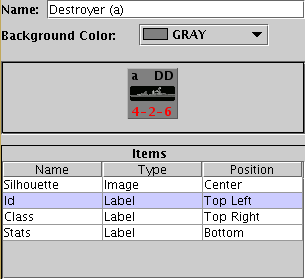 Name: Destroyer (a)
Background Color: GRAY
a DD
4-2-6
Items
Name Type Position
Silhouette Image Center
Id Label Top Left
Class Label Top Right
Stats Label Bottom